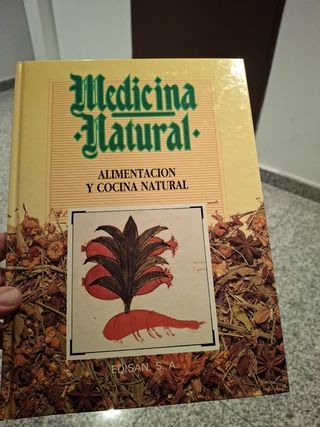 Medicina
·Natural·
ALIMENTACION
Y COCINA NATURAL
EDISAN, S. A.